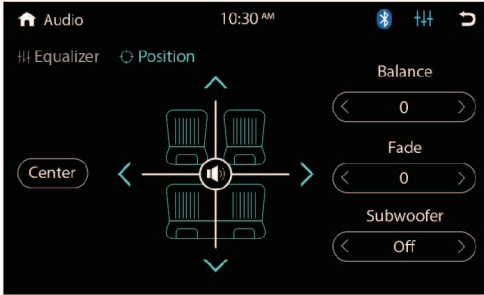 Audio
10:30 AM
Equalizer
Position
Balance
0
Fade
0
Center
Subwoofer
Off